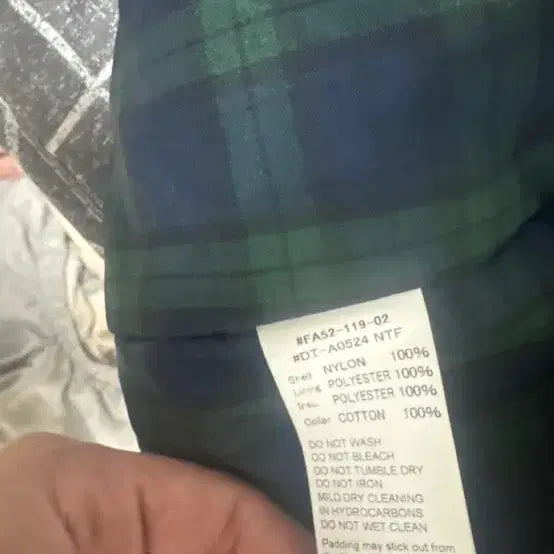 #FA52-119-02
#DT-A0524 NTF
Shell NYLON 100%
Lining POLYESTER 100%
Insu. POLYESTER 100%
Collar COTTON 100%
DO NOT WASH
DO NOT BLEACH
DO NOT TUMBLE DRY
DO NOT IRON
MILD DRY CLEANING
IN HYDROCARBONS
DO NOT WET CLEAN
Padding may stick out from